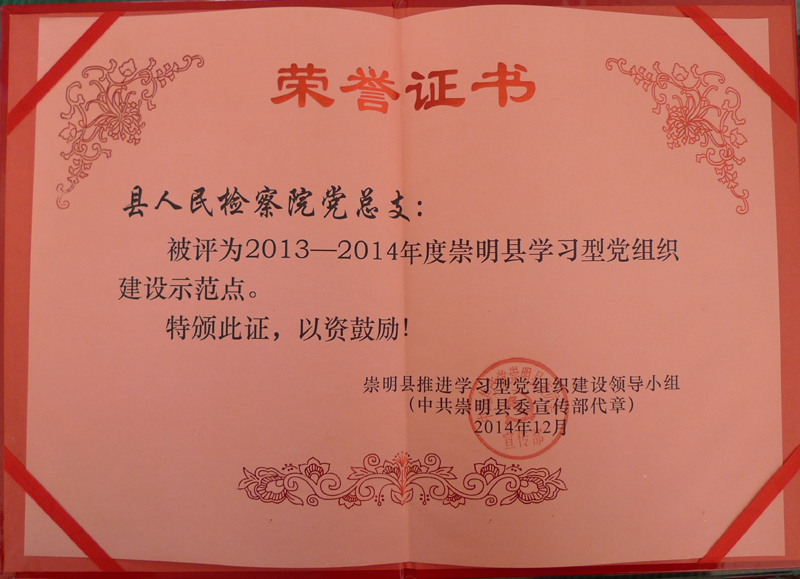 荣誉证书
县人民检察院党总支：
被评为2013—2014年度崇明县学习型党组织
建设示范点。
特颁此证，以资鼓励！
崇明县推进学习型党组织建设领导小组
（中共崇明县委宣传部代章）
2014年12月
宣传部